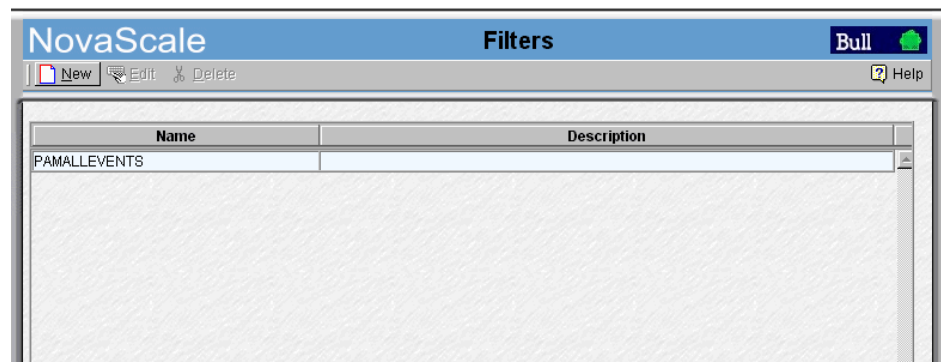 NovaScale Filters Bull
New Edit Delete Help
Name Description
PAMALLEVENTS